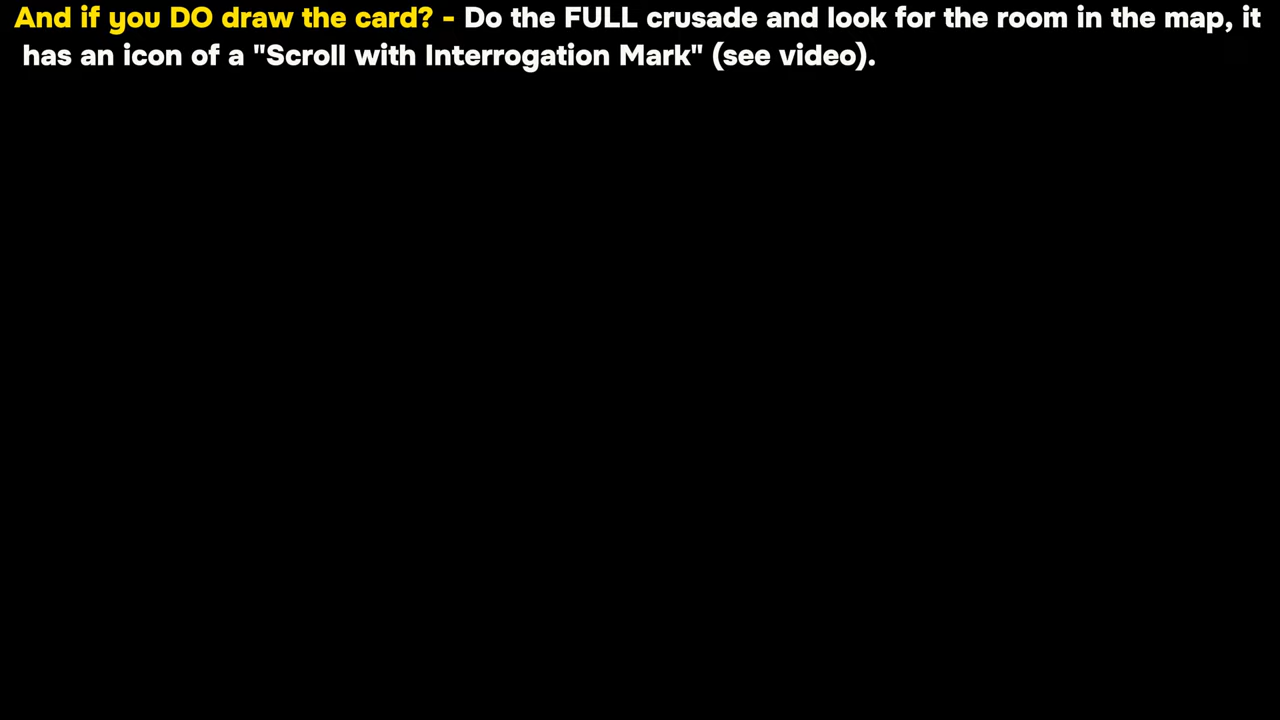 And if you DO draw the card? - Do the FULL crusade and look for the room in the map, it
has an icon of a "Scroll with Interrogation Mark" (see video).